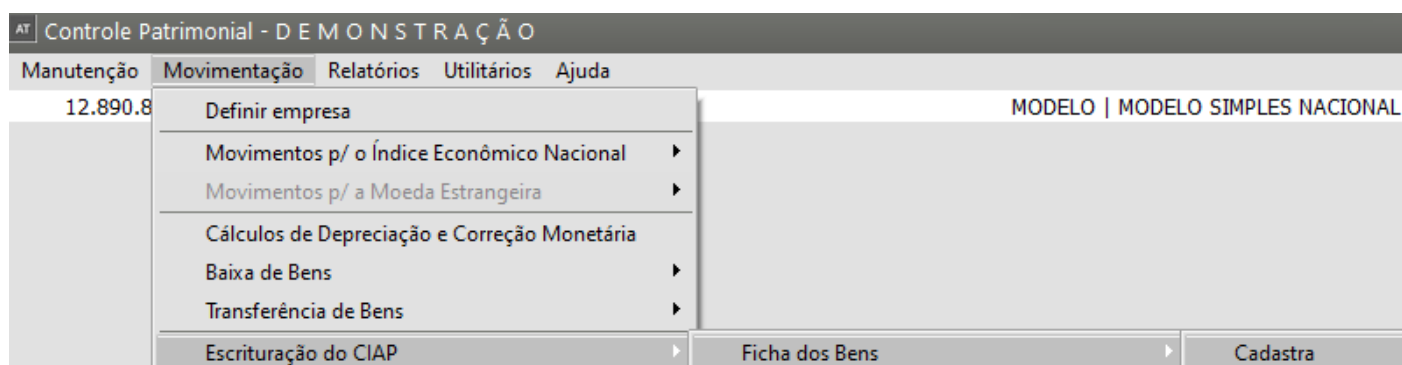 AT Controle Patrimonial - D E M O N S T R A Ç Ã O
Manutenção Movimentação Relatórios Utilitários Ajuda
12.890.8 MODELO | MODELO SIMPLES NACIONAL
Definir empresa
Movimentos p/ o Índice Econômico Nacional
Movimentos p/ a Moeda Estrangeira
Cálculos de Depreciação e Correção Monetária
Baixa de Bens
Transferência de Bens
Escrituração do CIAP Ficha dos Bens Cadastra